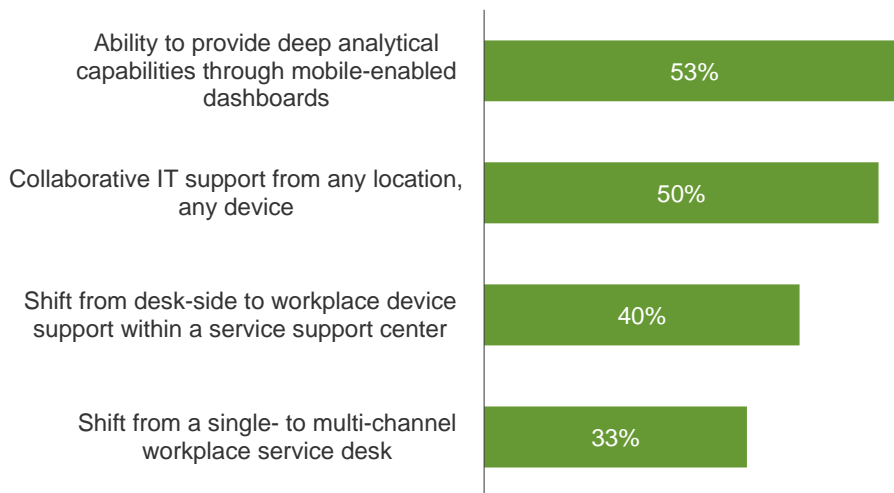 Ability to provide deep analytical
capabilities through mobile-enabled
dashboards
53%
Collaborative IT support from any location,
any device
50%
Shift from desk-side to workplace device
support within a service support center
40%
Shift from a single- to multi-channel
workplace service desk
33%